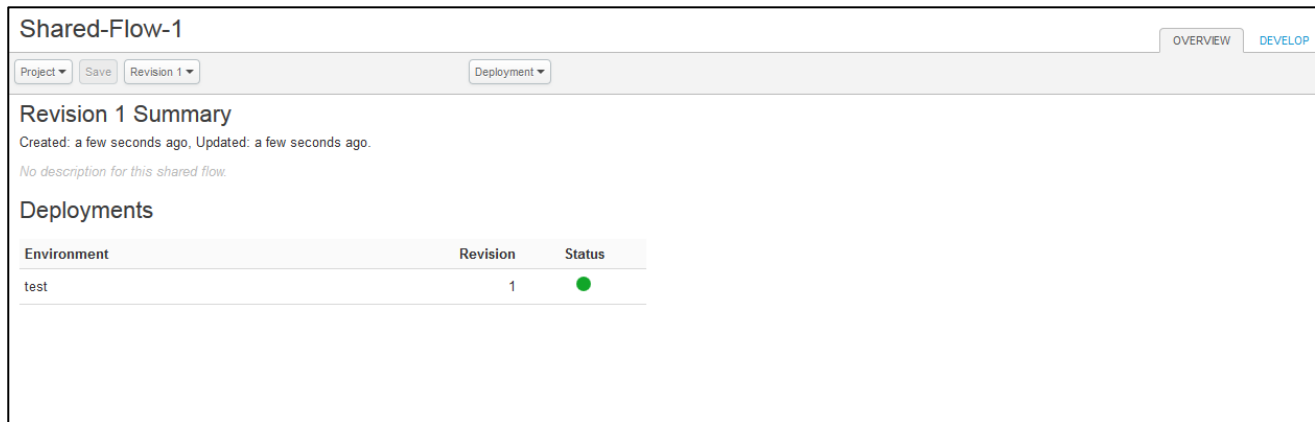 Shared-Flow-1
OVERVIEW DEVELOP
Project Save Revision 1 Deployment
Revision 1 Summary
Created: a few seconds ago, Updated: a few seconds ago.
No description for this shared flow.
Deployments
Environment Revision Status
test 1